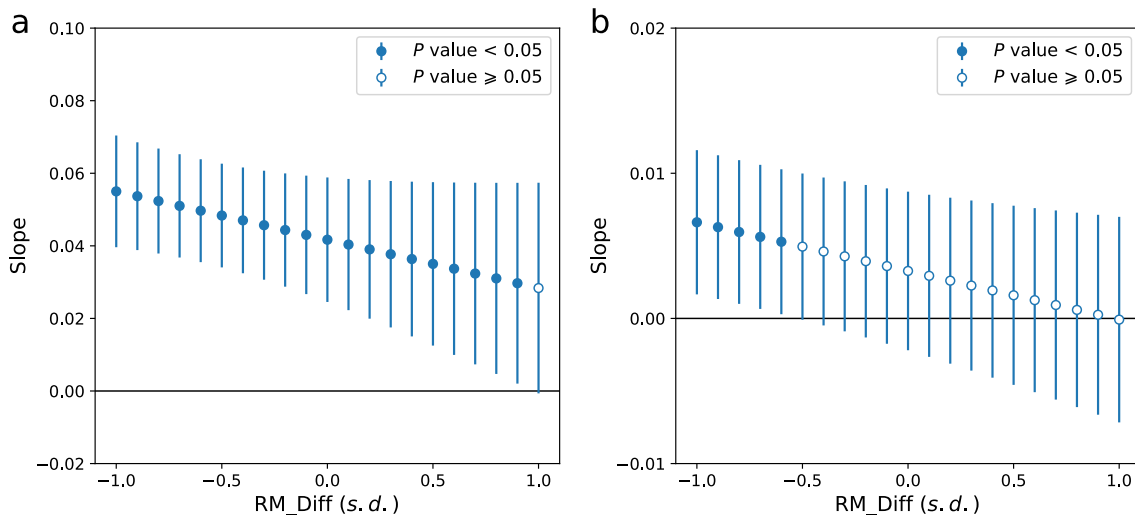 a
0.10
0.08
0.06
0.04
0.02
0.00
−0.02
Slope
−1.0 −0.5 0.0 0.5 1.0
RM_Diff (s.d.)
P value < 0.05
P value ⩾ 0.05
b
0.02
0.01
0.00
−0.01
Slope
−1.0 −0.5 0.0 0.5 1.0
RM_Diff (s.d.)
P value < 0.05
P value ⩾ 0.05